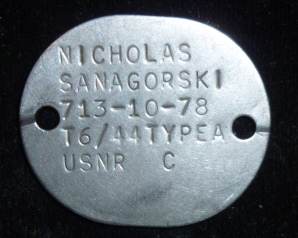 NICHOLAS
SANAGORSKI
713-10-78
T6/44TYPEA
USNR C